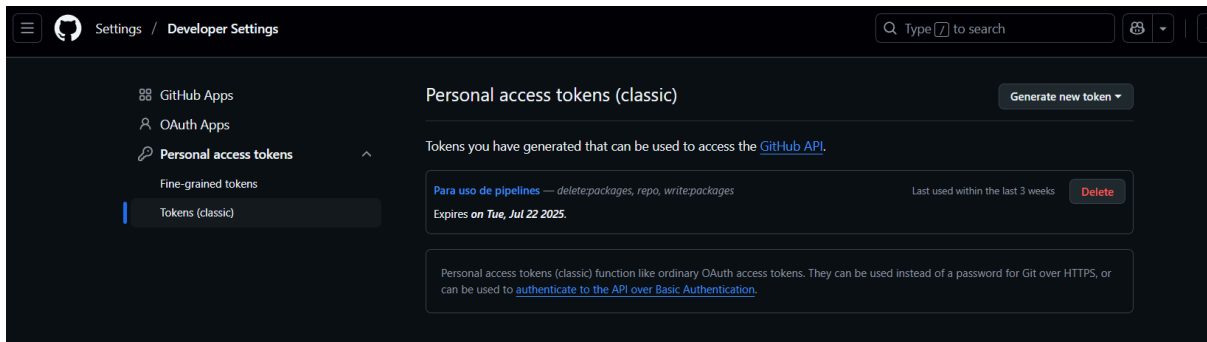 Settings / Developer Settings
Type / to search
GitHub Apps
OAuth Apps
Personal access tokens
Fine-grained tokens
Tokens (classic)
Personal access tokens (classic)
Generate new token
Tokens you have generated that can be used to access the GitHub API.
Para uso de pipelines — delete:packages, repo, write:packages
Last used within the last 3 weeks
Delete
Expires on Tue, Jul 22 2025.
Personal access tokens (classic) function like ordinary OAuth access tokens. They can be used instead of a password for Git over HTTPS, or
can be used to authenticate to the API over Basic Authentication.